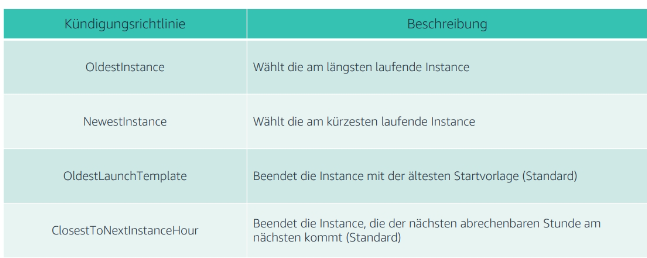 Kündigungsrichtlinie Beschreibung
OldestInstance Wählt die am längsten laufende Instance
NewestInstance Wählt die am kürzesten laufende Instance
OldestLaunchTemplate Beendet die Instance mit der ältesten Startvorlage (Standard)
ClosestToNextInstanceHour Beendet die Instance, die der nächsten abrechenbaren Stunde am
nächsten kommt (Standard)